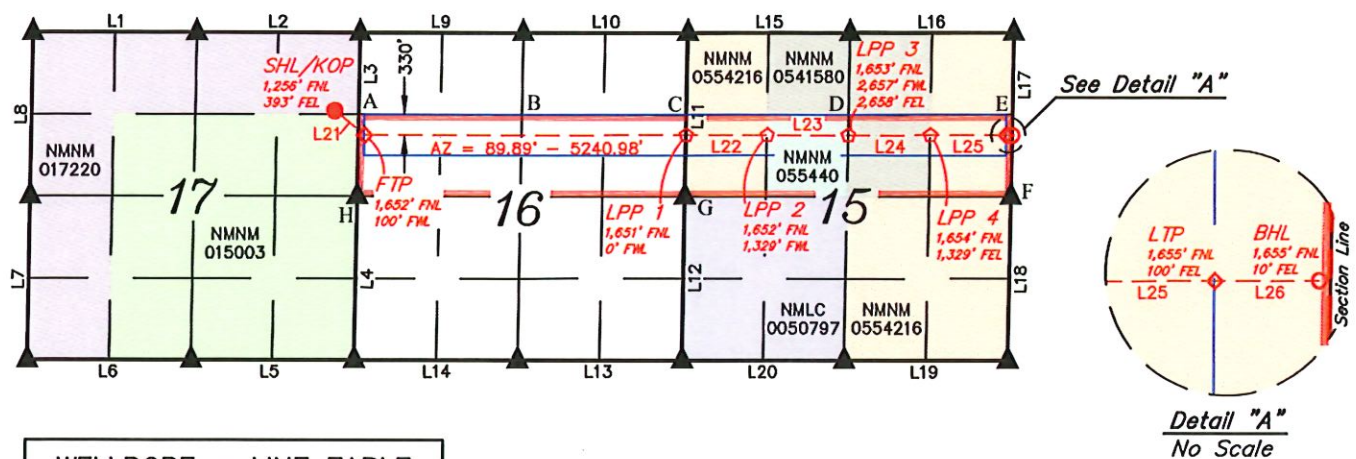 L1
L2
L9
L10
L15
L16
SHL/KOP
1,256' FNL
393' FEL
L3
330'
NMNM
0554216
NMNM
0541580
LPP 3
1,653' FNL
2,657' FWL
2,658' FEL
L17
See Detail "A"
L8
A
B
C
L11
D
E
L21
L23
AZ = 89.89' - 5240.98'
L22
L24
L25
NMNM
017220
NMNM
055440
17
FTP
1,652' FNL
100' FWL
H
16
LPP 1
1,651' FNL
0' FWL
G
LPP 2
1,652' FNL
1,329' FWL
15
LPP 4
1,654' FNL
1,329' FEL
F
NMNM
015003
L7
L4
L12
L18
NMLC
0050797
NMNM
0554216
L6
L5
L14
L13
L20
L19
LTP
1,655' FNL
100' FEL
L25
BHL
1,655' FNL
10' FEL
L26
Section Line
Detail "A"
No Scale